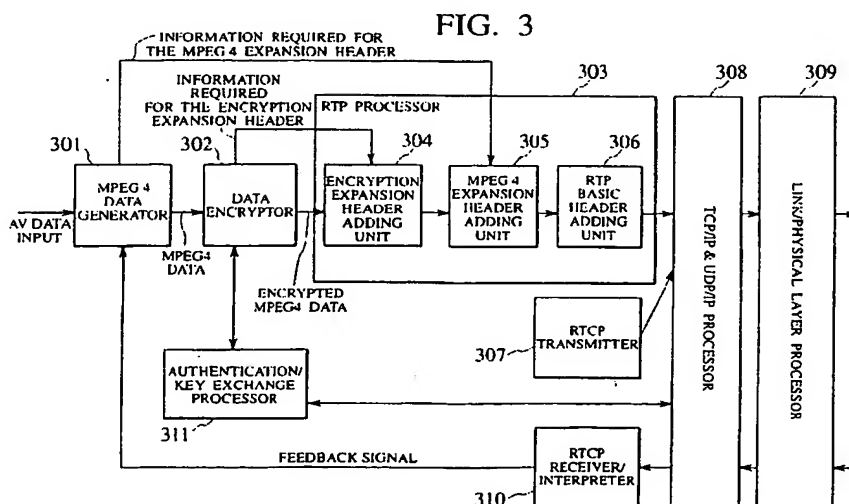 FIG. 3
INFORMATION REQUIRED FOR
THE MPEG4 EXPANSION HEADER
INFORMATION
REQUIRED
FOR THE ENCRYPTION
EXPANSION HEADER
RTP PROCESSOR
303
308
309
301
302
304
305
306
AV DATA
INPUT
MPEG 4
DATA
GENERATOR
MPEG4
DATA
DATA
ENCRYPTOR
ENCRYPTED
MPEG4 DATA
ENCRYPTION
EXPANSION
HEADER
ADDING
UNIT
MPEG 4
EXPANSION
HEADER
ADDING UNIT
RTP
BASIC
HEADER
ADDING
UNIT
TCP/IP & UDP/IP PROCESSOR
LINK/PHYSICAL LAYER PROCESSOR
307
RTCP
TRANSMITTER
AUTHENTICATION/
KEY EXCHANGE
PROCESSOR
311
FEEDBACK SIGNAL
RTCP
RECEIVER/
INTERPRETER
310